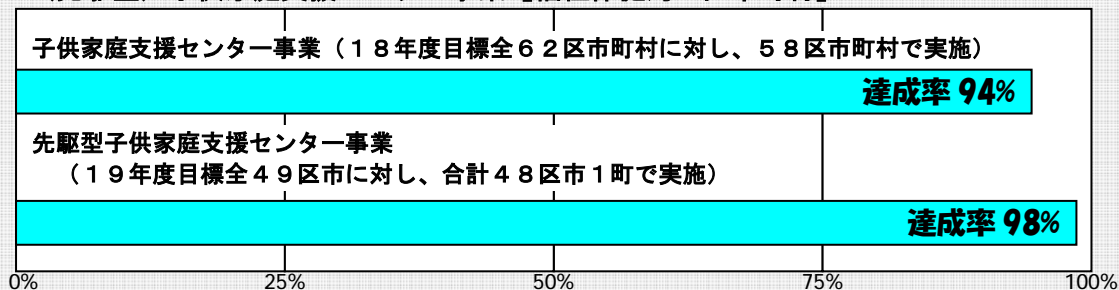 子供家庭支援センター事業（１８年度目標全６２区市町村に対し、５８区市町村で実施）
達成率 94%
先駆型子供家庭支援センター事業
（１９年度目標全４９区市に対し、合計４８区市１町で実施）
達成率 98%
0% 25% 50% 75% 100%